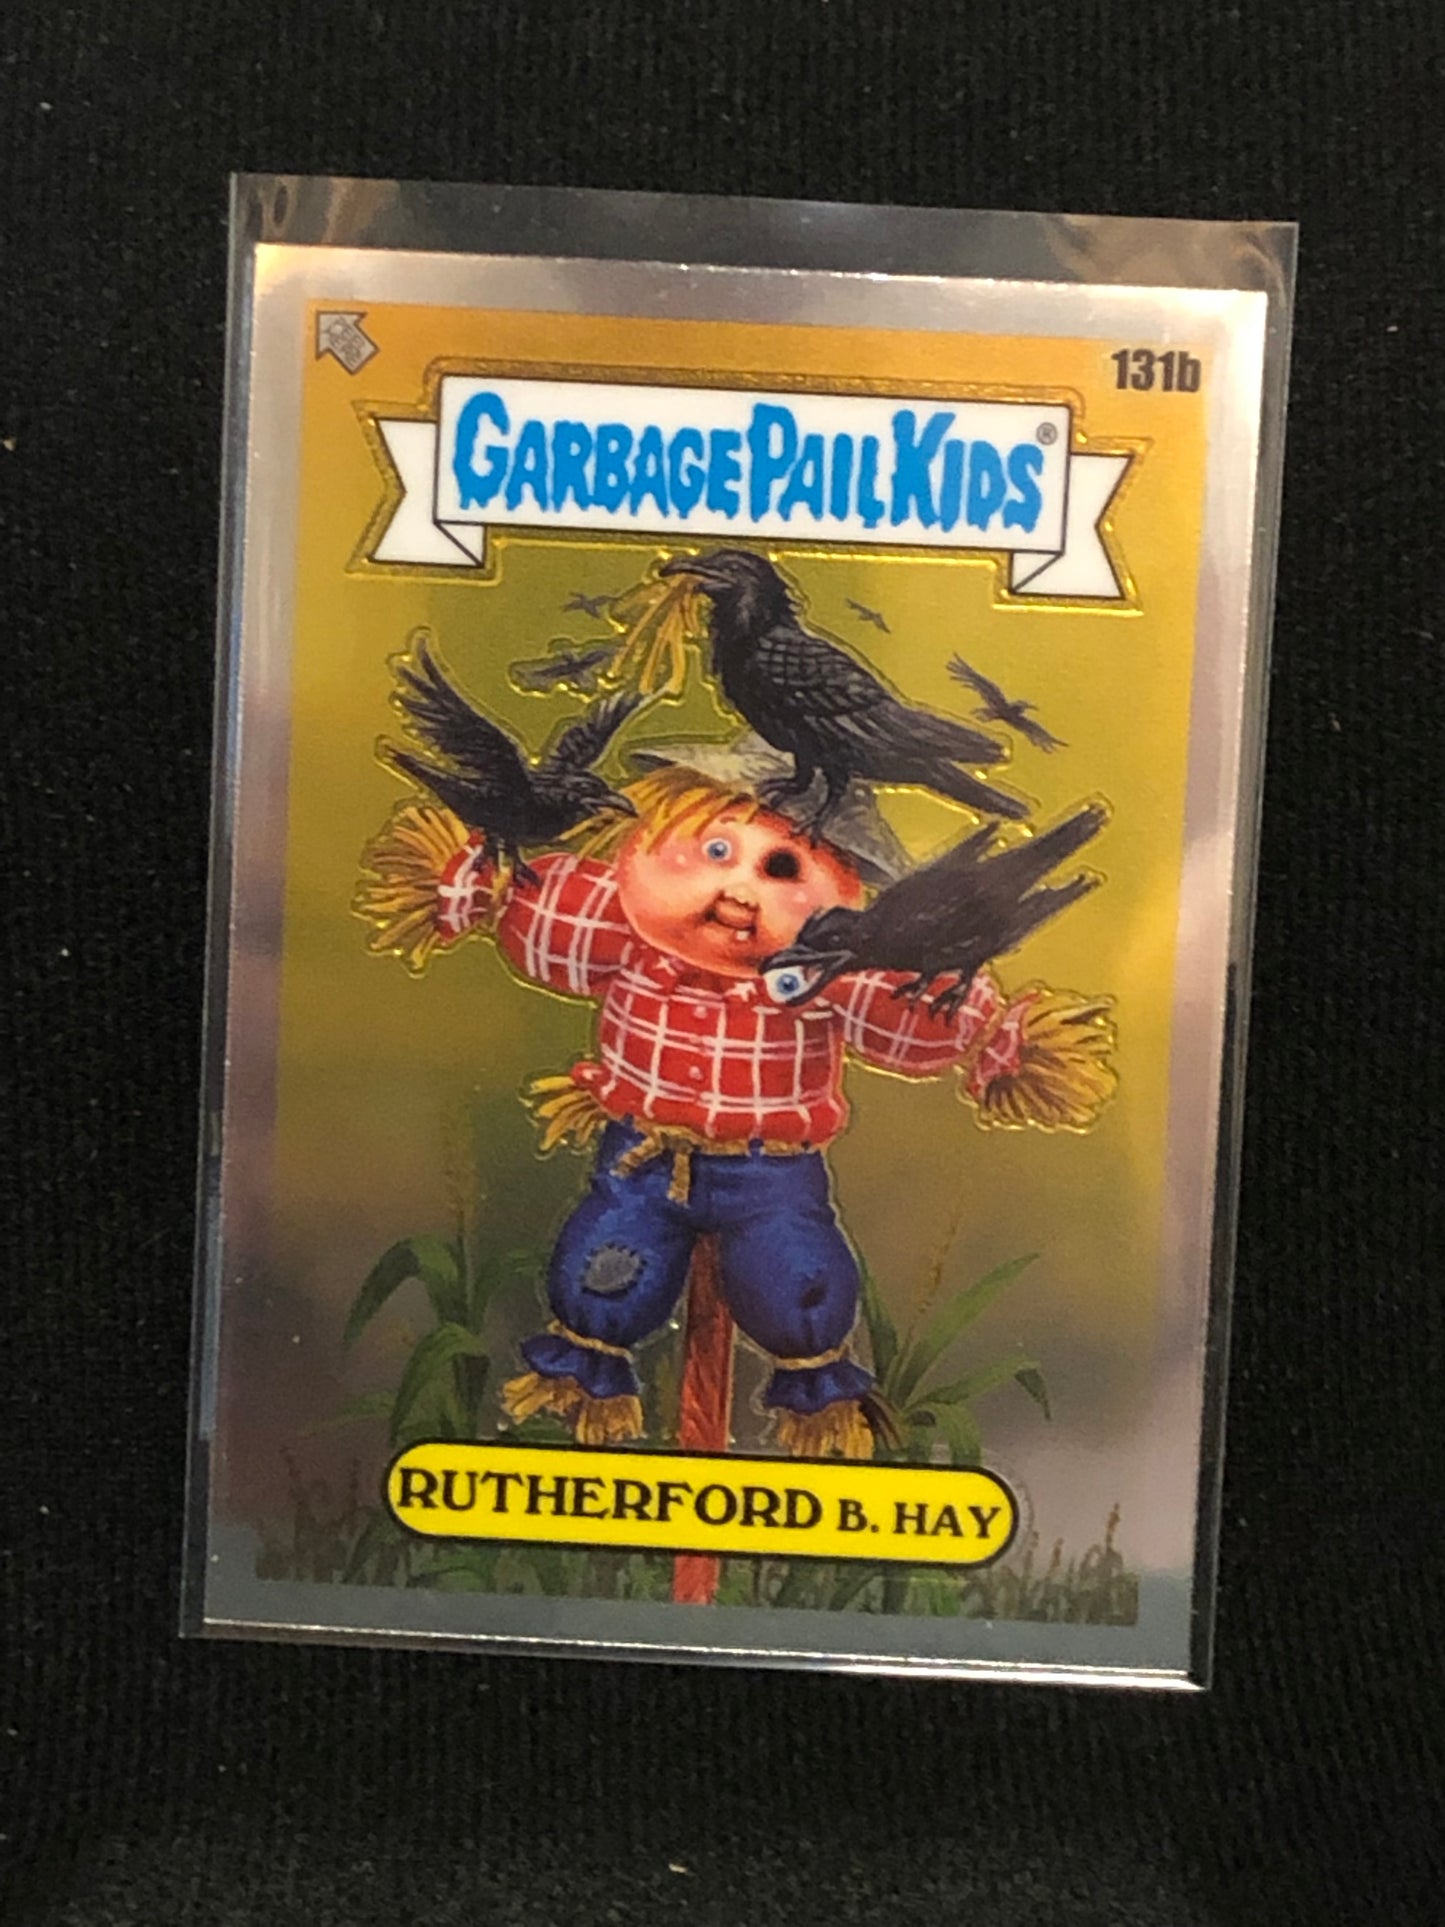 131b
GARBAGE PAIL KIDS®
RUTHERFORD B. HAY